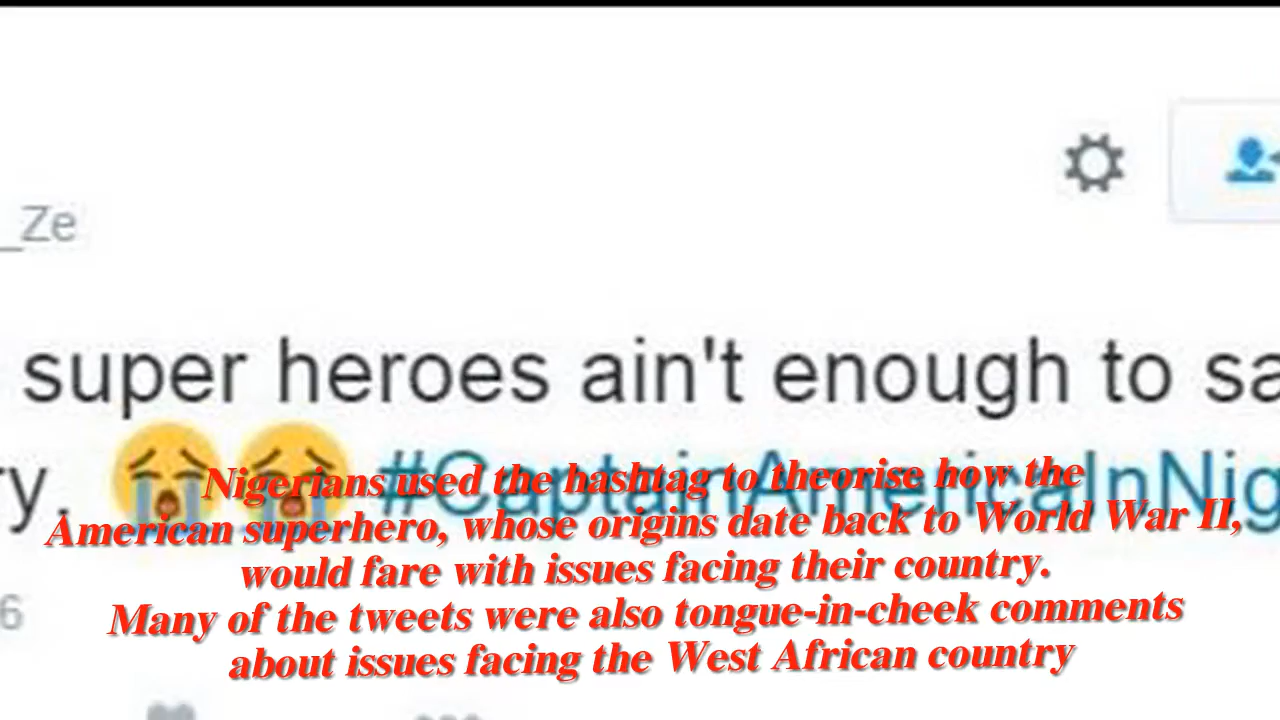 _Ze
super heroes ain't enough to sa
ry. 😭😭 #CaptainAmericaInNig
Nigerians used the hashtag to theorise how the
American superhero, whose origins date back to World War II,
would fare with issues facing their country.
Many of the tweets were also tongue-in-cheek comments
about issues facing the West African country
6